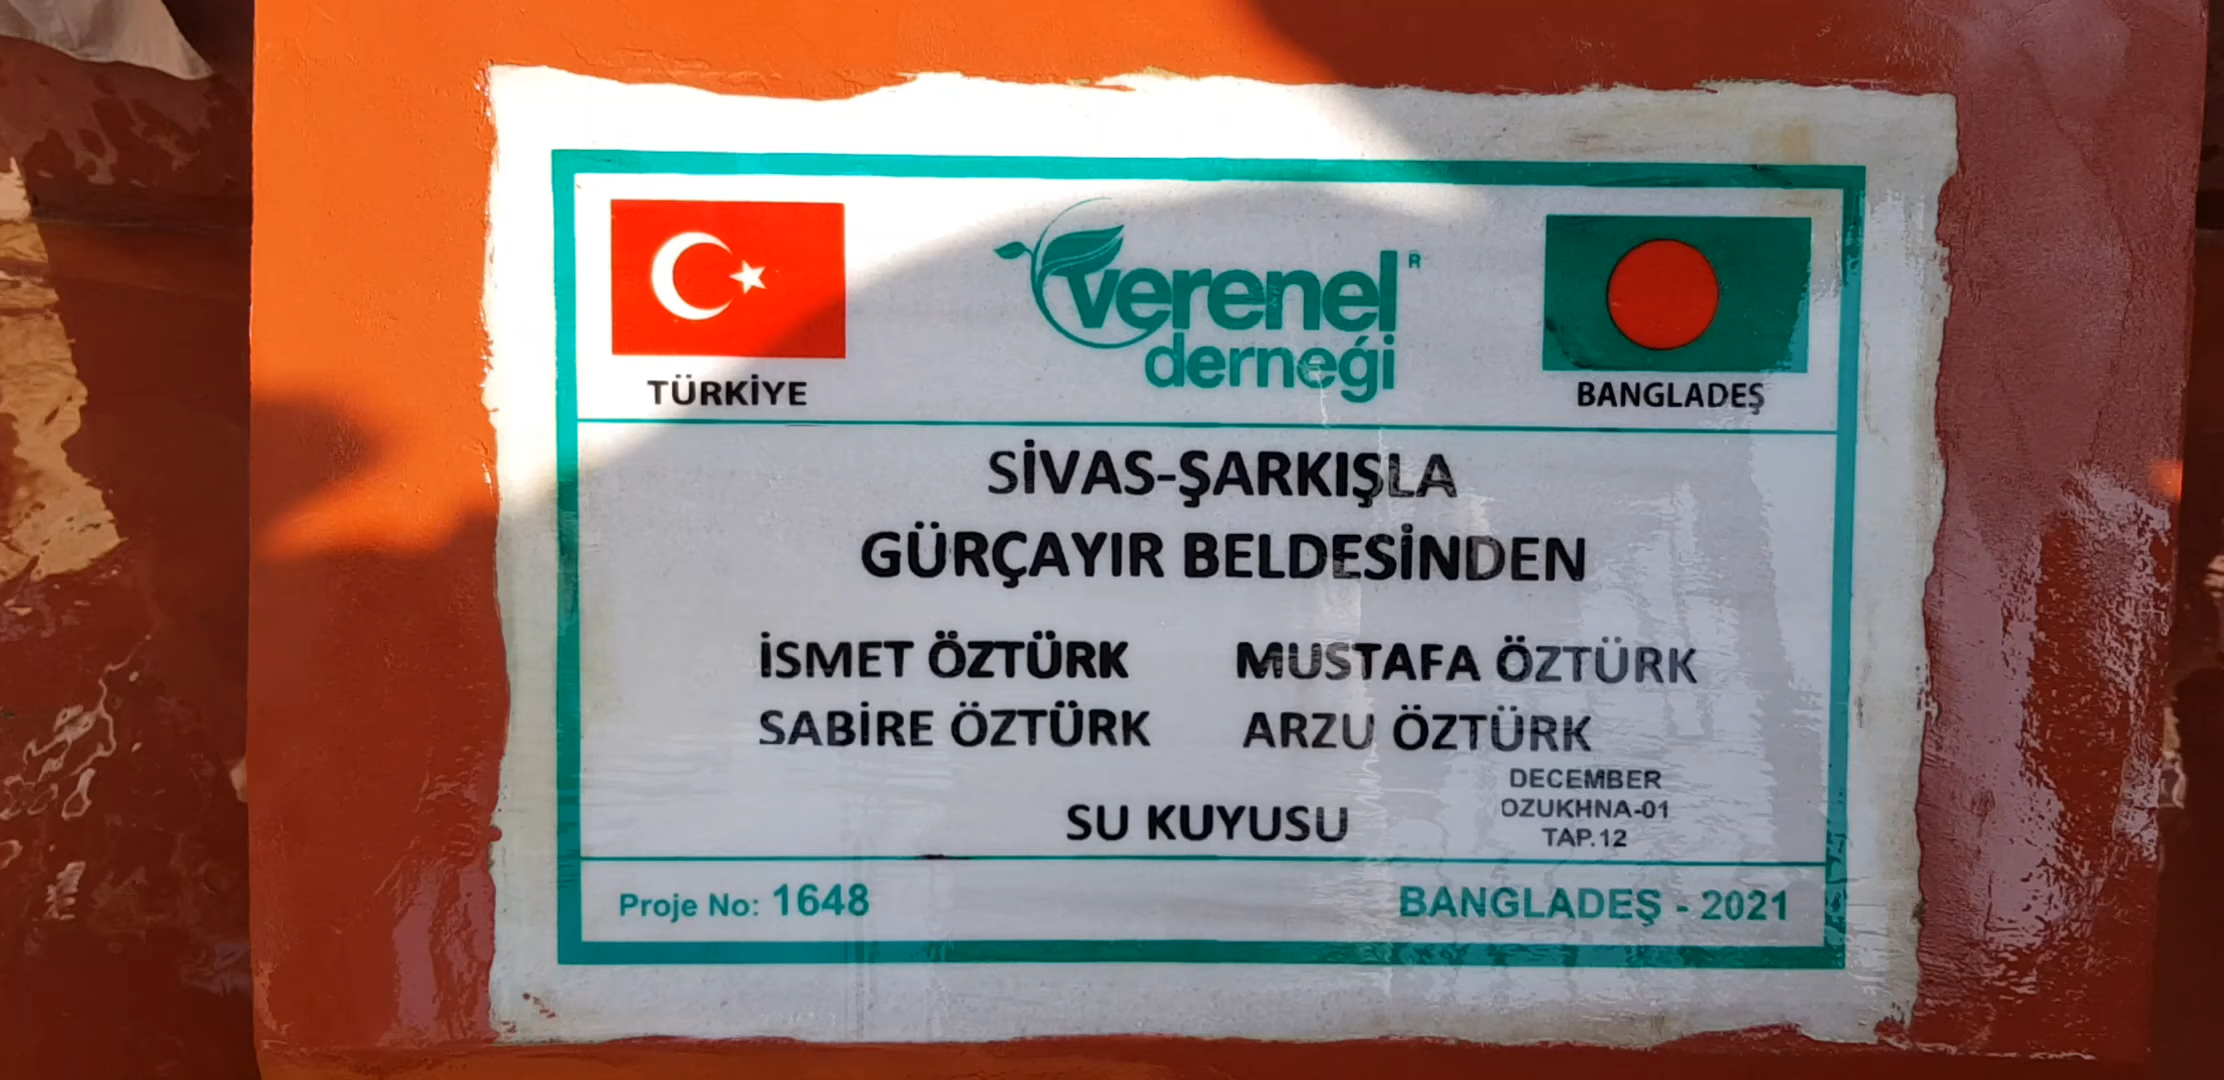 verenel®
derneği
TÜRKİYE
BANGLADEŞ
SİVAS-ŞARKIŞLA
GÜRÇAYIR BELDESİNDEN
İSMET ÖZTÜRK MUSTAFA ÖZTÜRK
SABİRE ÖZTÜRK ARZU ÖZTÜRK
SU KUYUSU
DECEMBER
OZUKHNA-01
TAP.12
Proje No: 1648
BANGLADEŞ - 2021